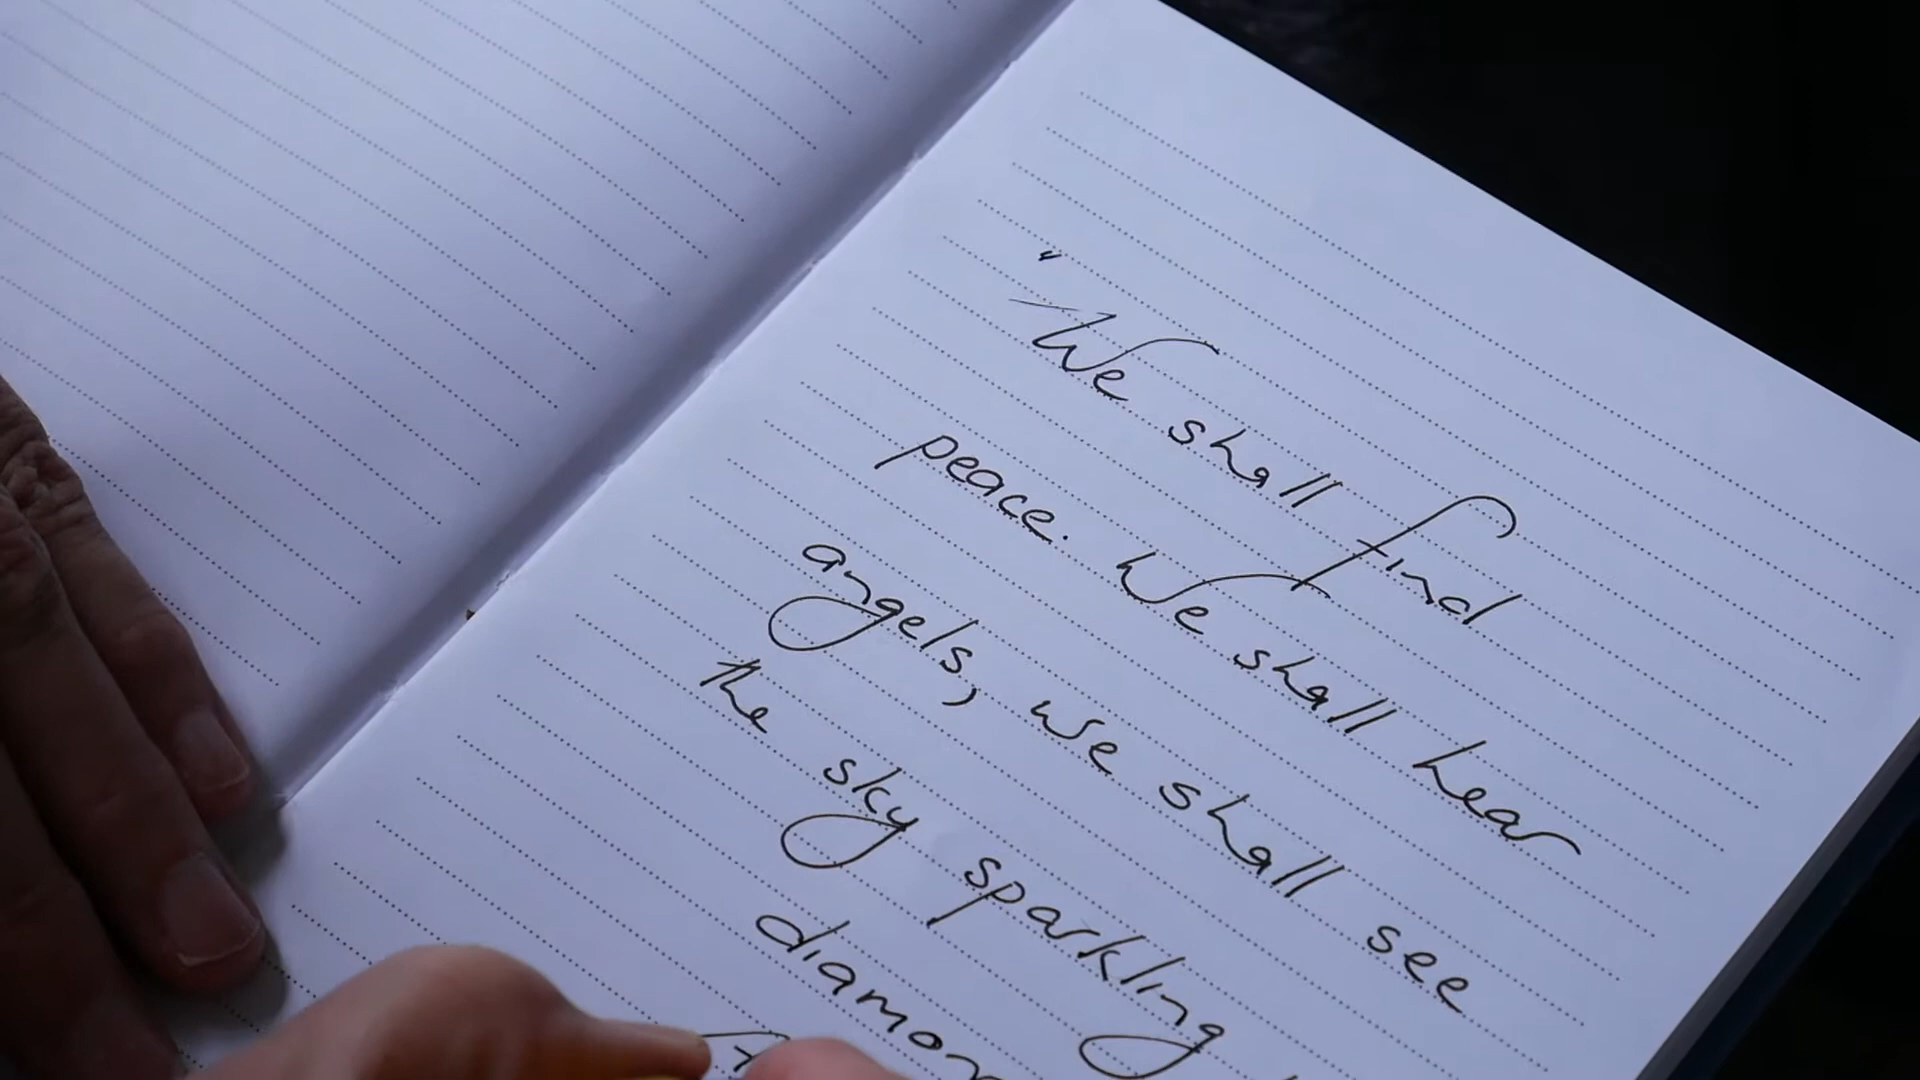 "We shall find
peace. We shall hear
angels, we shall see
the sky sparkling